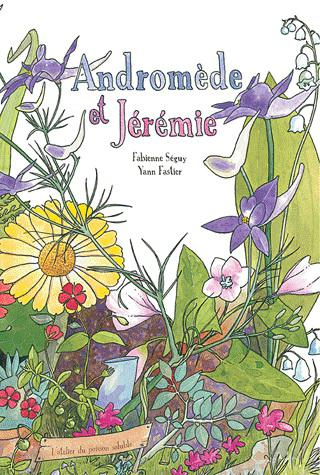 Andromède
et Jérémie
Fabienne Séguy
Yann Fastier
L'atelier du poisson soluble